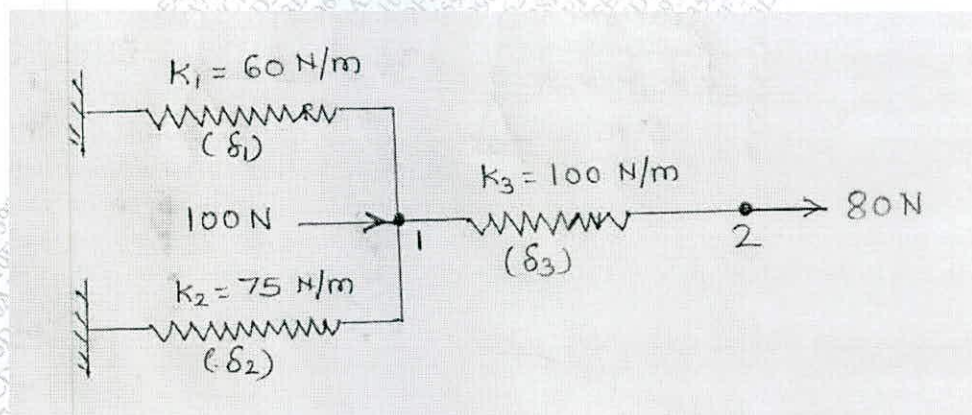 K₁ = 60 N/m
(δ₁)
K₃ = 100 N/m
100 N
1
2
80 N
(δ₃)
K₂ = 75 N/m
(δ₂)